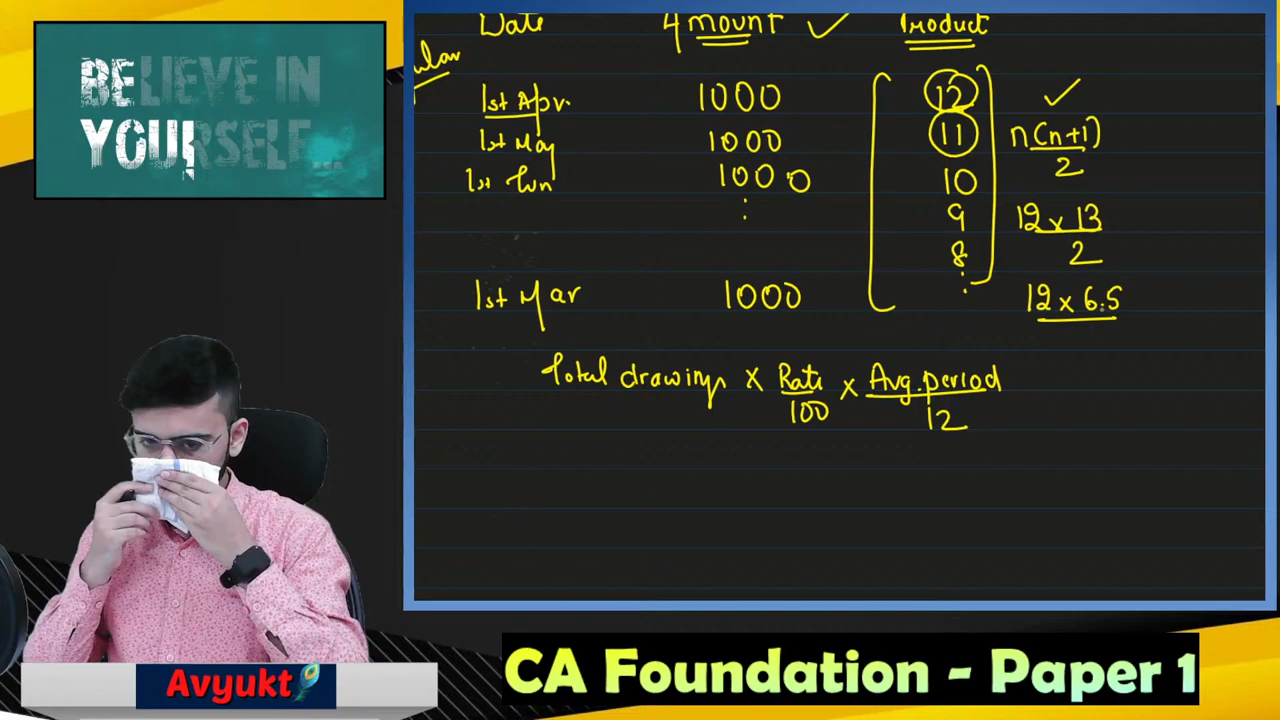 BELIEVE IN
YOURSELF...
Date Amount ✓ Product
ular
1st Apr. 1000 12 ✓
1st May 1000 11 n(n+1)
2
1st Jun 1000 10
9 12 x 13
8 2
1st Mar 1000 12 x 6.5
Total drawings x Rate x Avg. period
100 12
Avyukt
CA Foundation - Paper 1